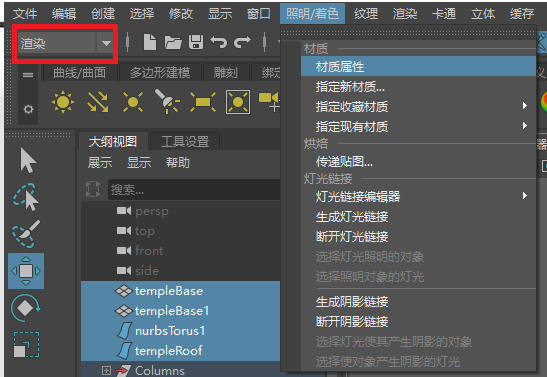 文件 编辑 创建 选择 修改 显示 窗口 照明/着色 纹理 渲染 卡通 立体 缓存
渲染
曲线/曲面 多边形建模 雕刻
大纲视图 工具设置
展示 显示 帮助
搜索...
persp
top
front
side
templeBase
templeBase1
nurbsTorus1
templeRoof
Columns
材质
材质属性
指定新材质...
指定收藏材质
指定现有材质
烘焙
传递贴图...
灯光链接
灯光链接编辑器
生成灯光链接
断开灯光链接
选择灯光照明的对象
选择照明对象的灯光
生成阴影链接
断开阴影链接
选择灯光使其产生阴影的对象
选择使对象产生阴影的灯光